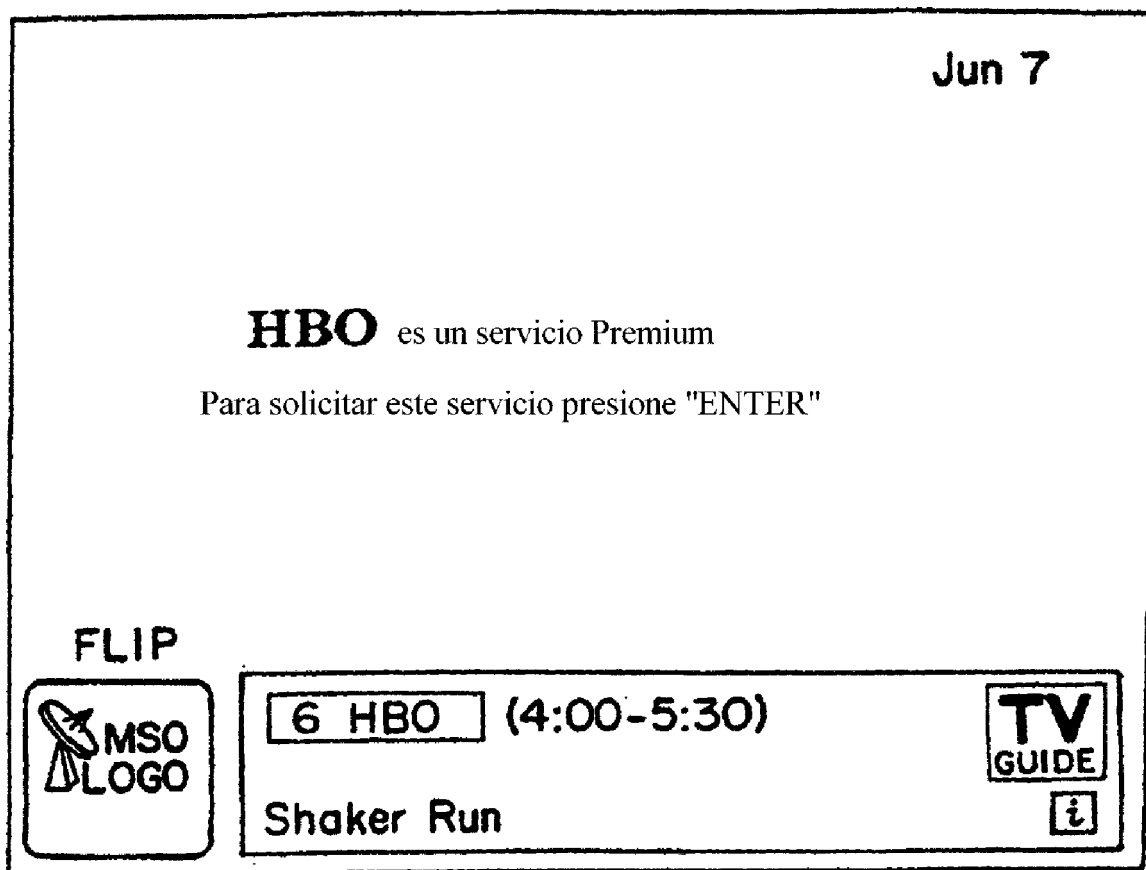 Jun 7
HBO es un servicio Premium
Para solicitar este servicio presione "ENTER"
FLIP
MSO
LOGO
6 HBO (4:00-5:30)
TV
GUIDE
Shaker Run
i